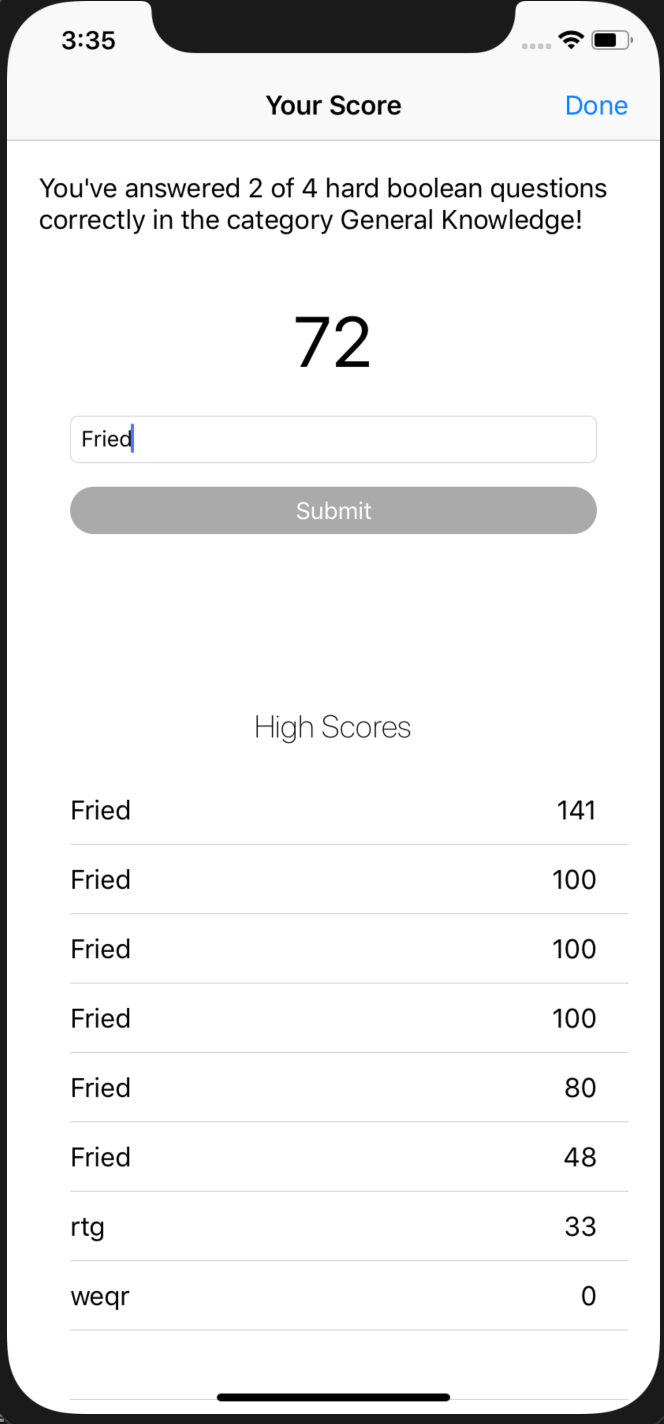 3:35
Your Score Done
You've answered 2 of 4 hard boolean questions
correctly in the category General Knowledge!
72
Fried
Submit
High Scores
Fried 141
Fried 100
Fried 100
Fried 100
Fried 80
Fried 48
rtg 33
weqr 0